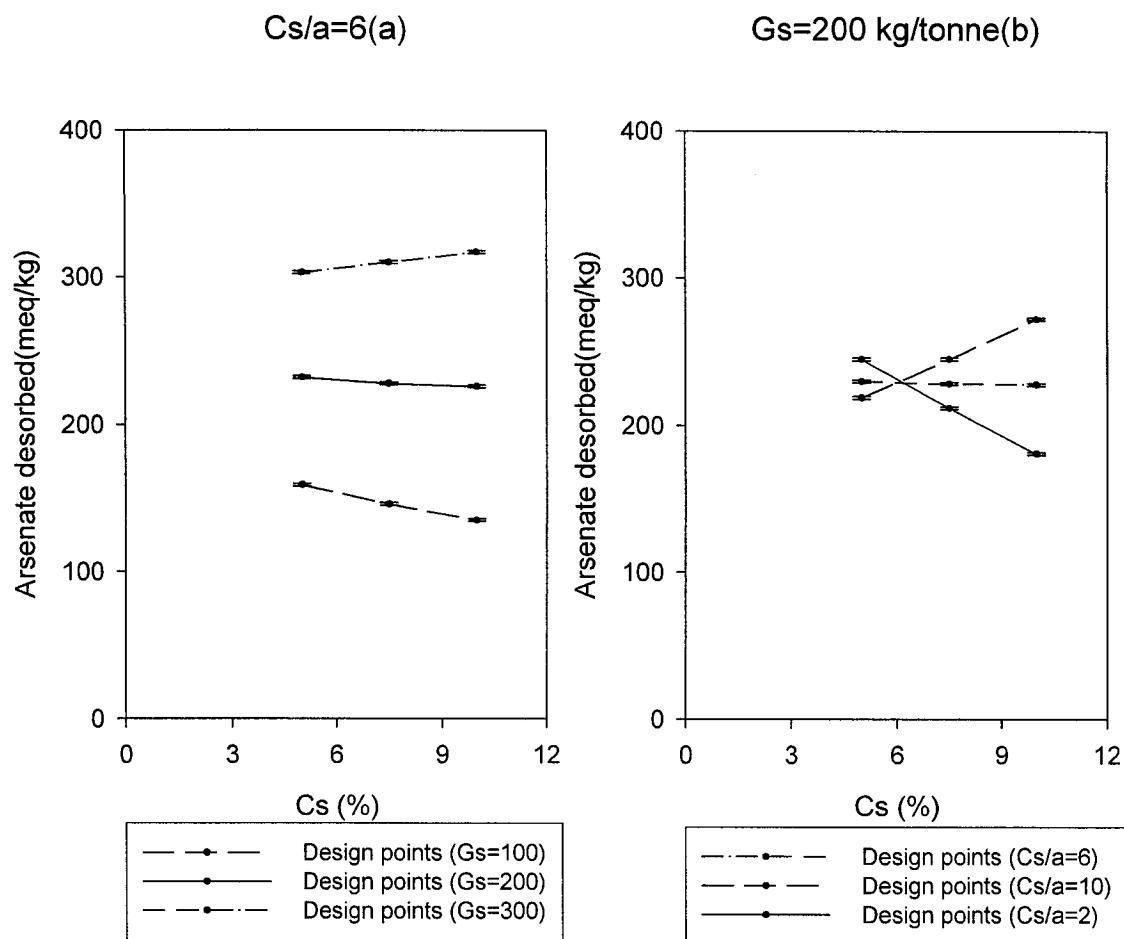 Cs/a=6(a)
Gs=200 kg/tonne(b)
400
300
200
100
0
Arsenate desorbed(meq/kg)
0 3 6 9 12
Cs (%)
Design points (Gs=100)
Design points (Gs=200)
Design points (Gs=300)
400
300
200
100
0
Arsenate desorbed(meq/kg)
0 3 6 9 12
Cs (%)
Design points (Cs/a=6)
Design points (Cs/a=10)
Design points (Cs/a=2)